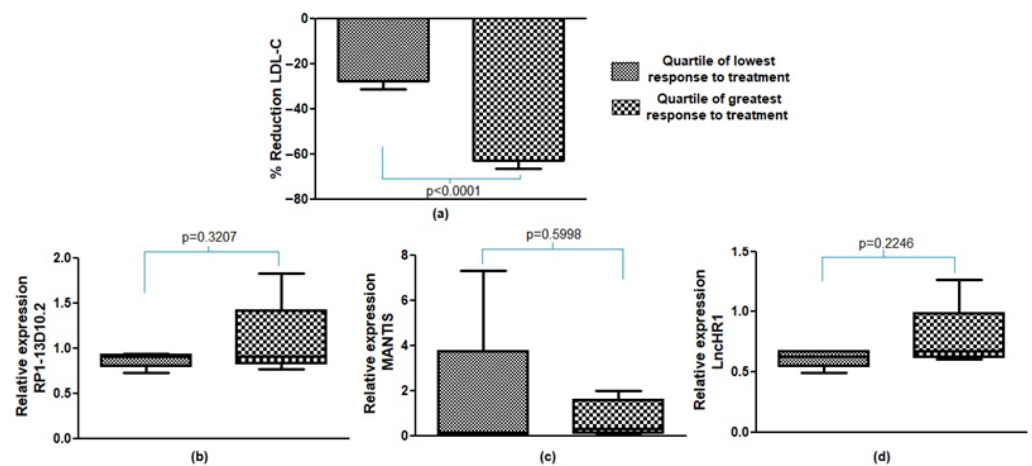 0
−20
−40
−60
−80
% Reduction LDL-C
p<0.0001
(a)
Quartile of lowest
response to treatment
Quartile of greatest
response to treatment
p=0.3207
2.0
1.5
1.0
0.5
0.0
Relative expression
RP1-13D10.2
(b)
p=0.5998
8
6
4
2
0
Relative expression
MANTIS
(c)
p=0.2246
1.5
1.0
0.5
0.0
Relative expression
LncHR1
(d)